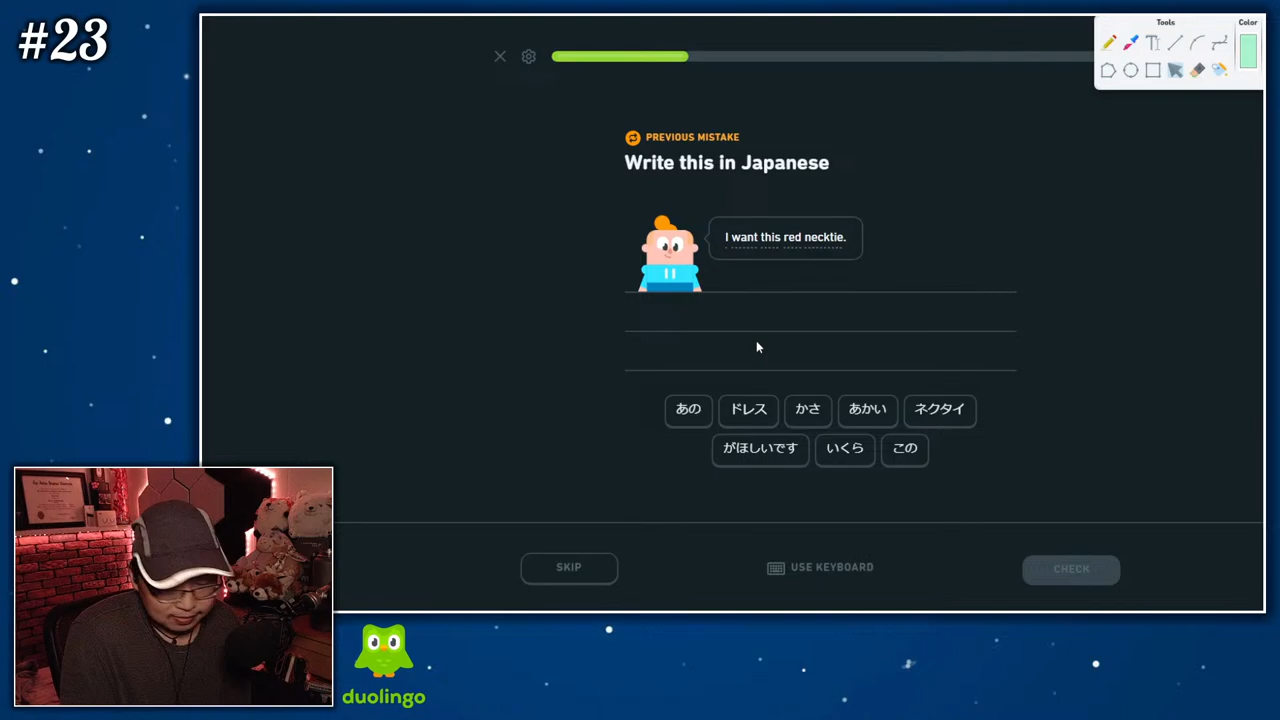 #23
Tools
Color
PREVIOUS MISTAKE
Write this in Japanese
I want this red necktie.
あの
ドレス
かさ
あかい
ネクタイ
がほしいです
いくら
この
SKIP
USE KEYBOARD
CHECK
duolingo